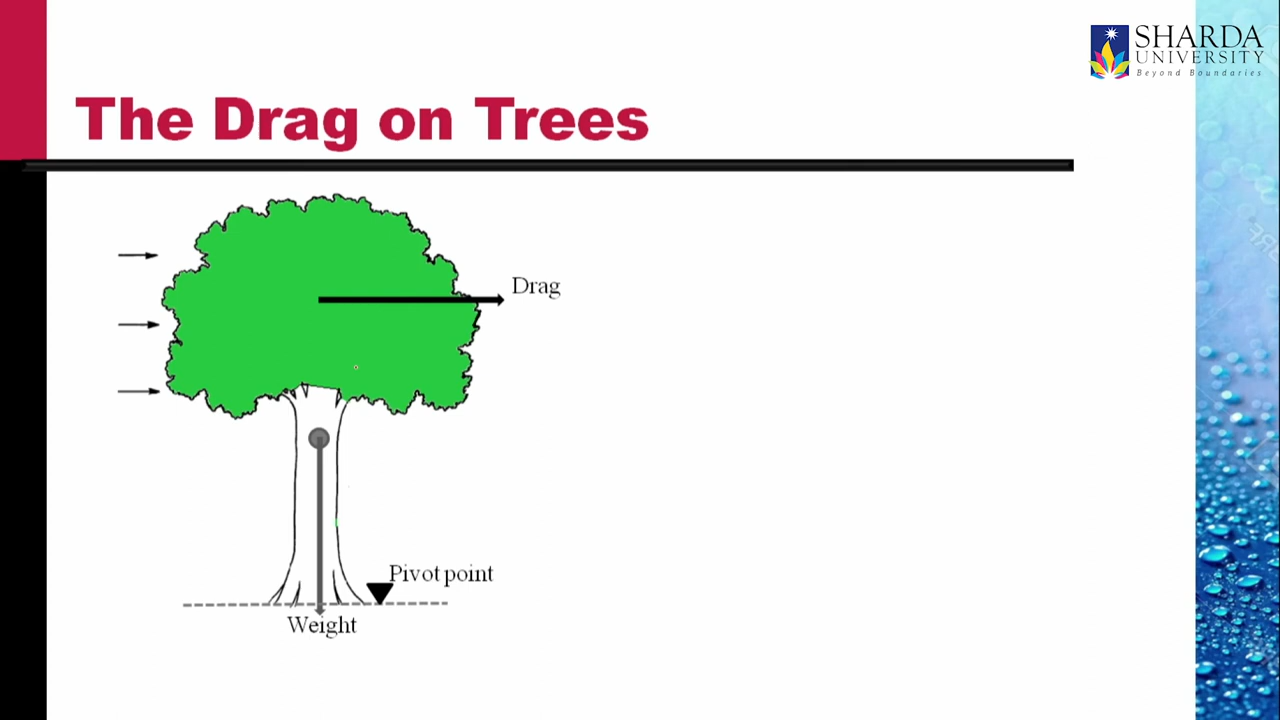 SHARDA
UNIVERSITY
Beyond Boundaries
The Drag on Trees
Drag
Pivot point
Weight